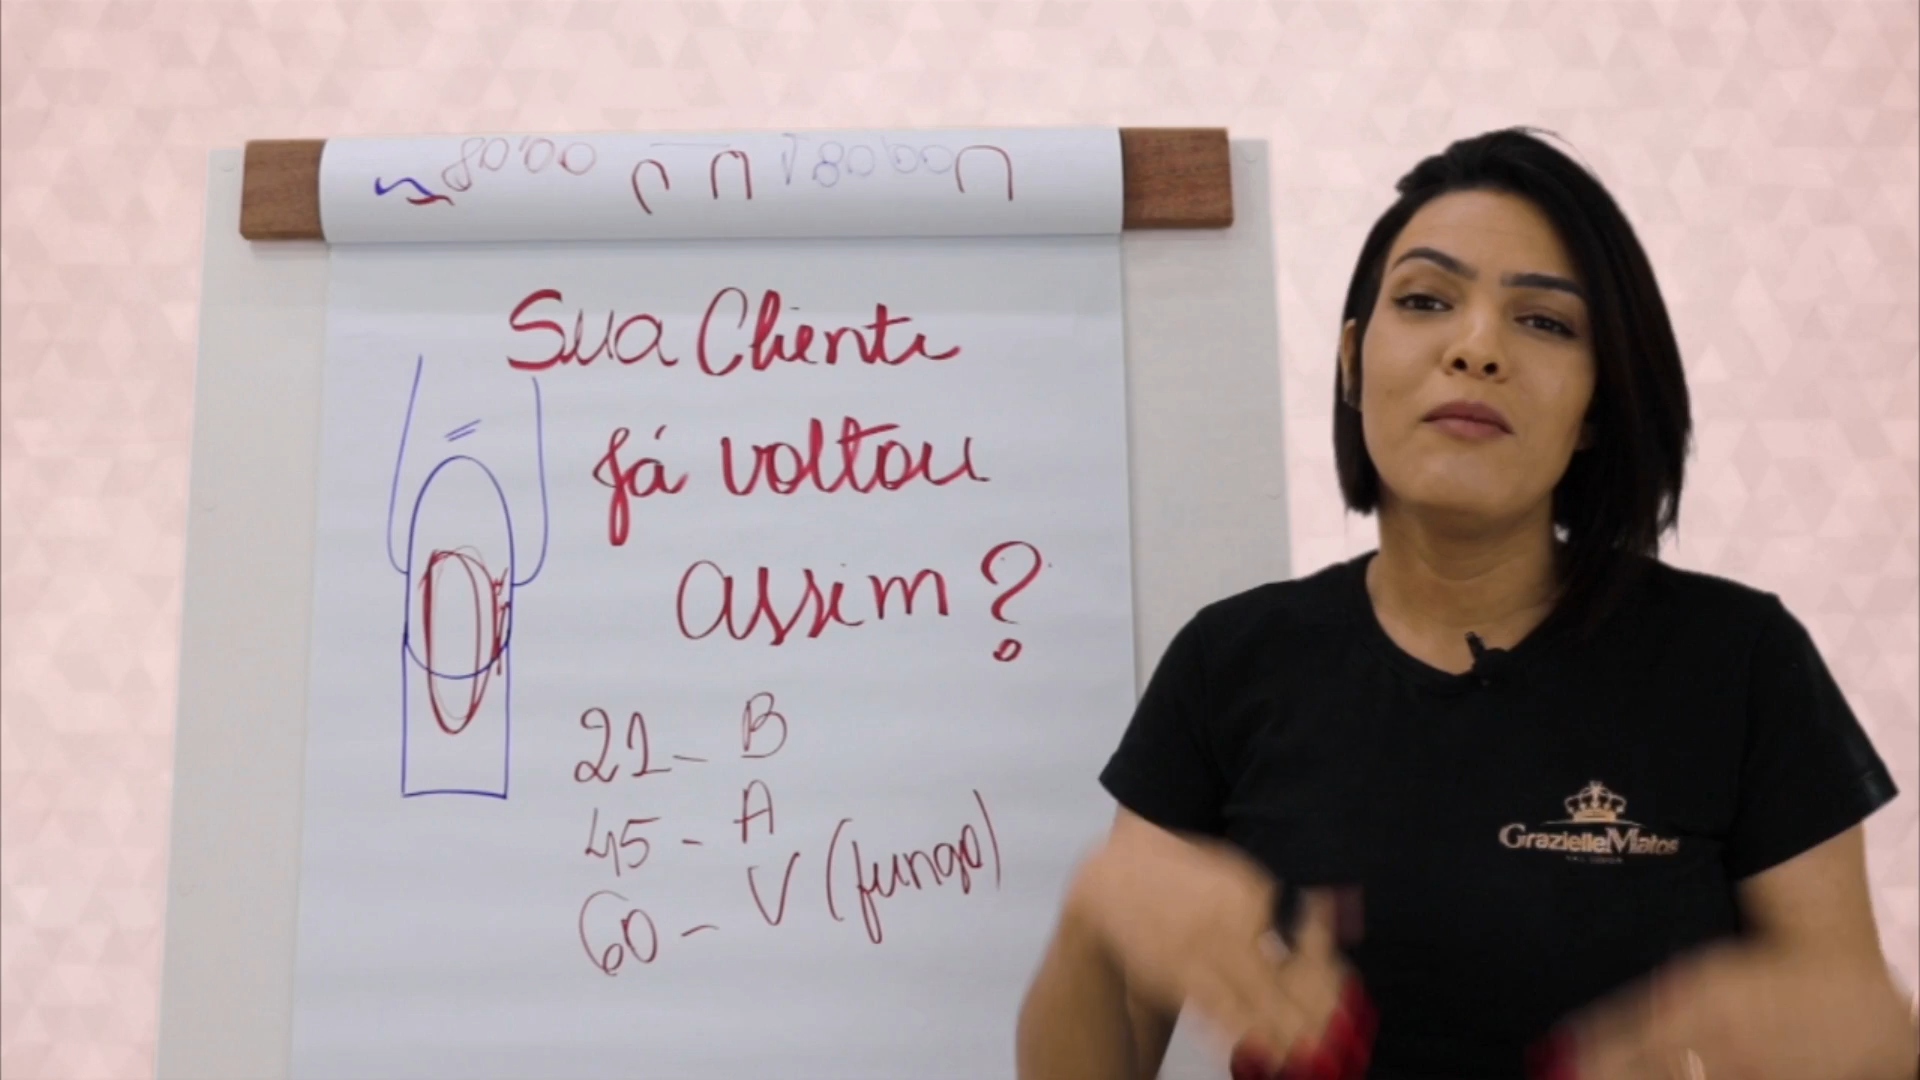 Sua Cliente
Já voltou
assim?
21 - B
45 - A
60 - V (fungo)
GrazielleMatos